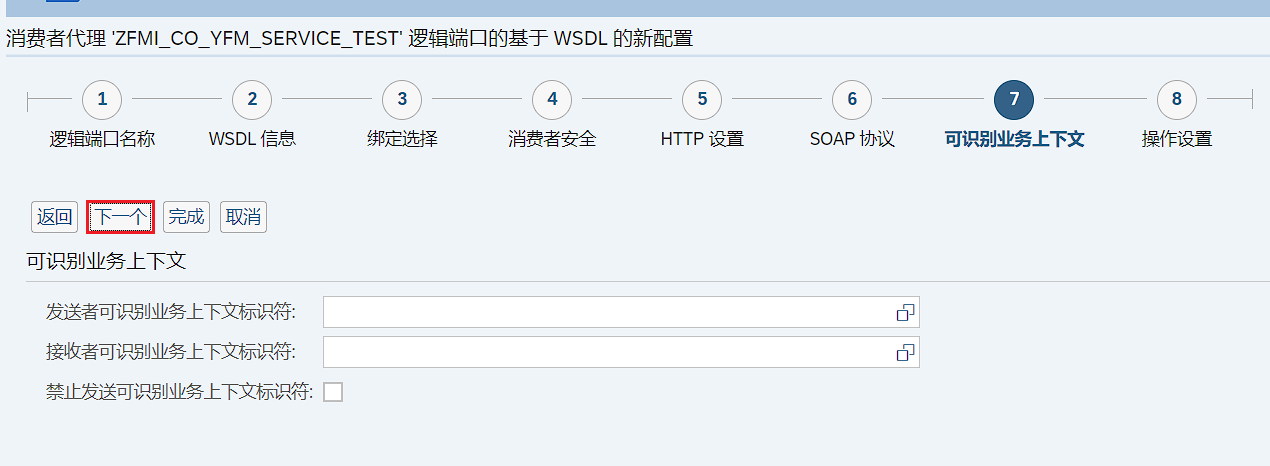 消费者代理 'ZFMI_CO_YFM_SERVICE_TEST' 逻辑端口的基于 WSDL 的新配置
1 2 3 4 5 6 7 8
逻辑端口名称 WSDL 信息 绑定选择 消费者安全 HTTP 设置 SOAP 协议 可识别业务上下文 操作设置
返回 下一个 完成 取消
可识别业务上下文
发送者可识别业务上下文标识符:
接收者可识别业务上下文标识符:
禁止发送可识别业务上下文标识符: